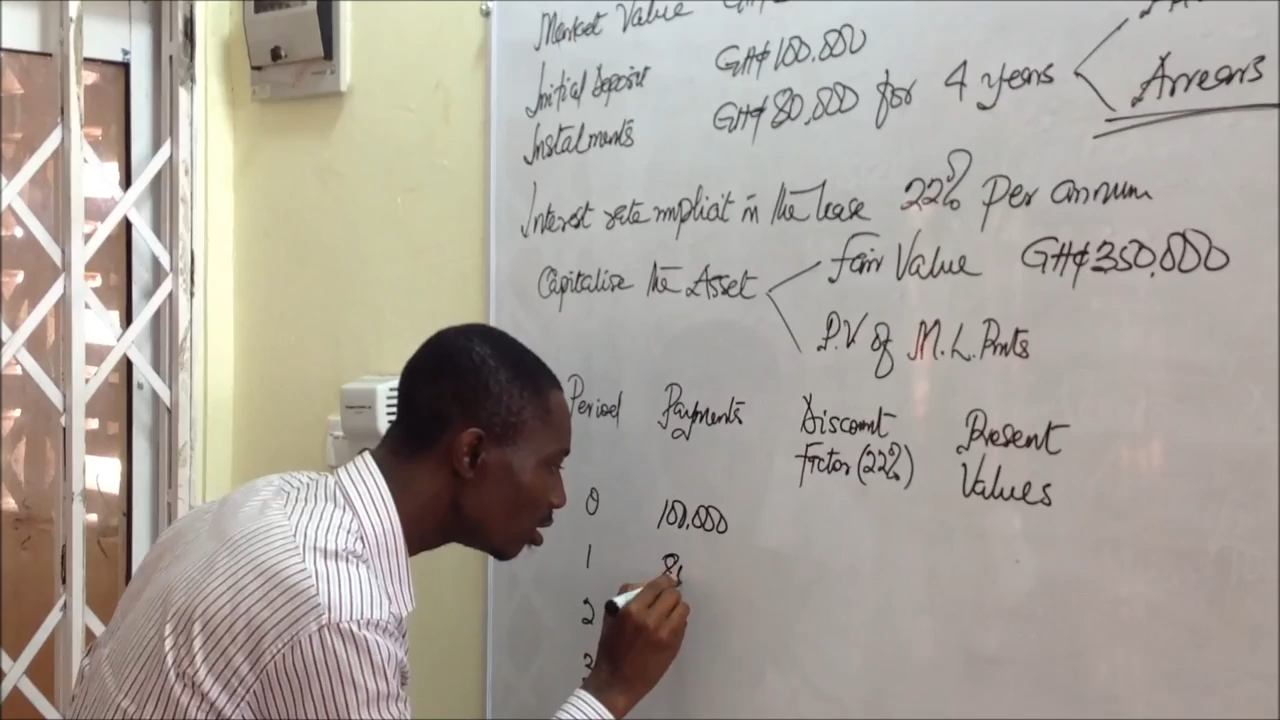 Market Value GH¢
Initial Deposit GH¢100,000
Instalments GH¢80,000 for 4 years
Arrears
Interest rate implicit in the lease 22% per annum
Capitalise the Asset
Fair Value GH¢350,000
P.V of M.L.Pmts
Period Payments Discount Factor (22%) Present Values
0 100,000
1 8
2
3